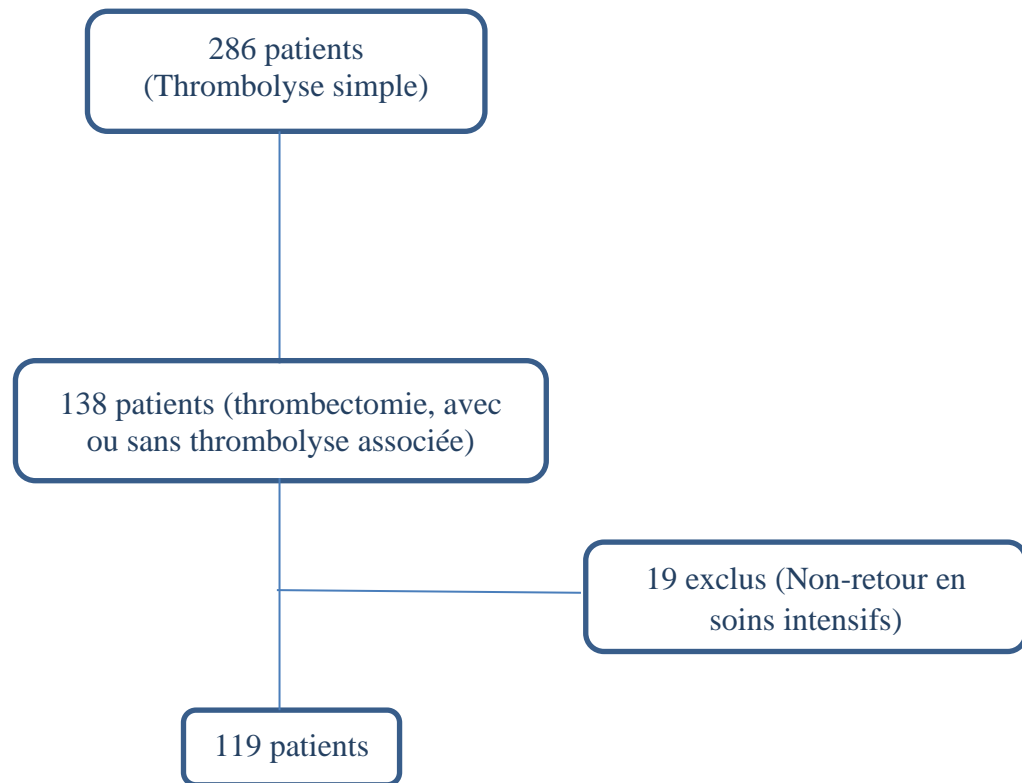 286 patients
(Thrombolyse simple)
138 patients (thrombectomie, avec
ou sans thrombolyse associée)
19 exclus (Non-retour en
soins intensifs)
119 patients